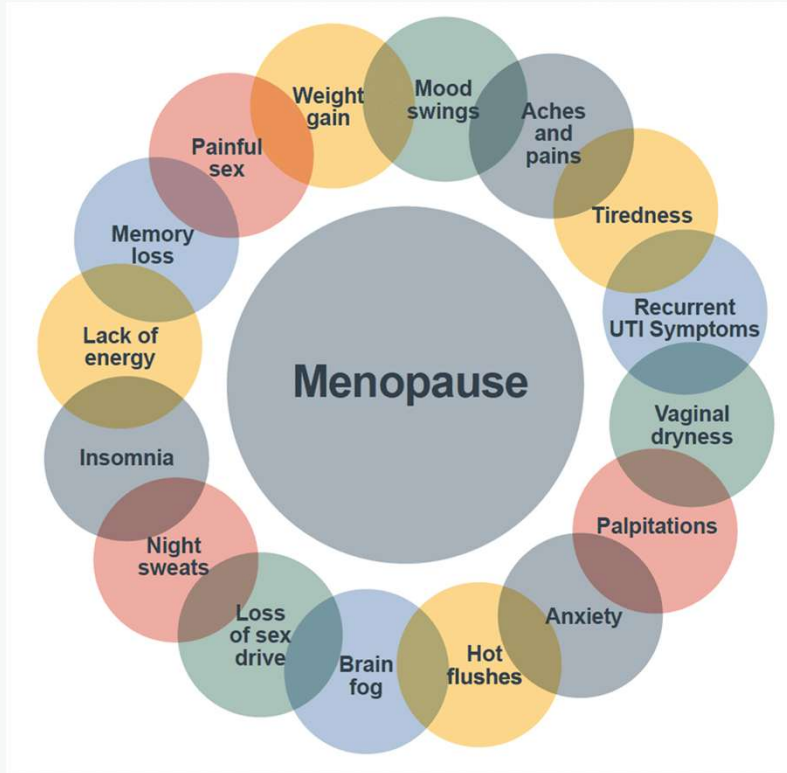 Weight
gain
Mood
swings
Aches
and
pains
Tiredness
Recurrent
UTI Symptoms
Vaginal
dryness
Palpitations
Anxiety
Hot
flushes
Brain
fog
Loss
of sex
drive
Night
sweats
Insomnia
Lack of
energy
Memory
loss
Painful
sex
Menopause